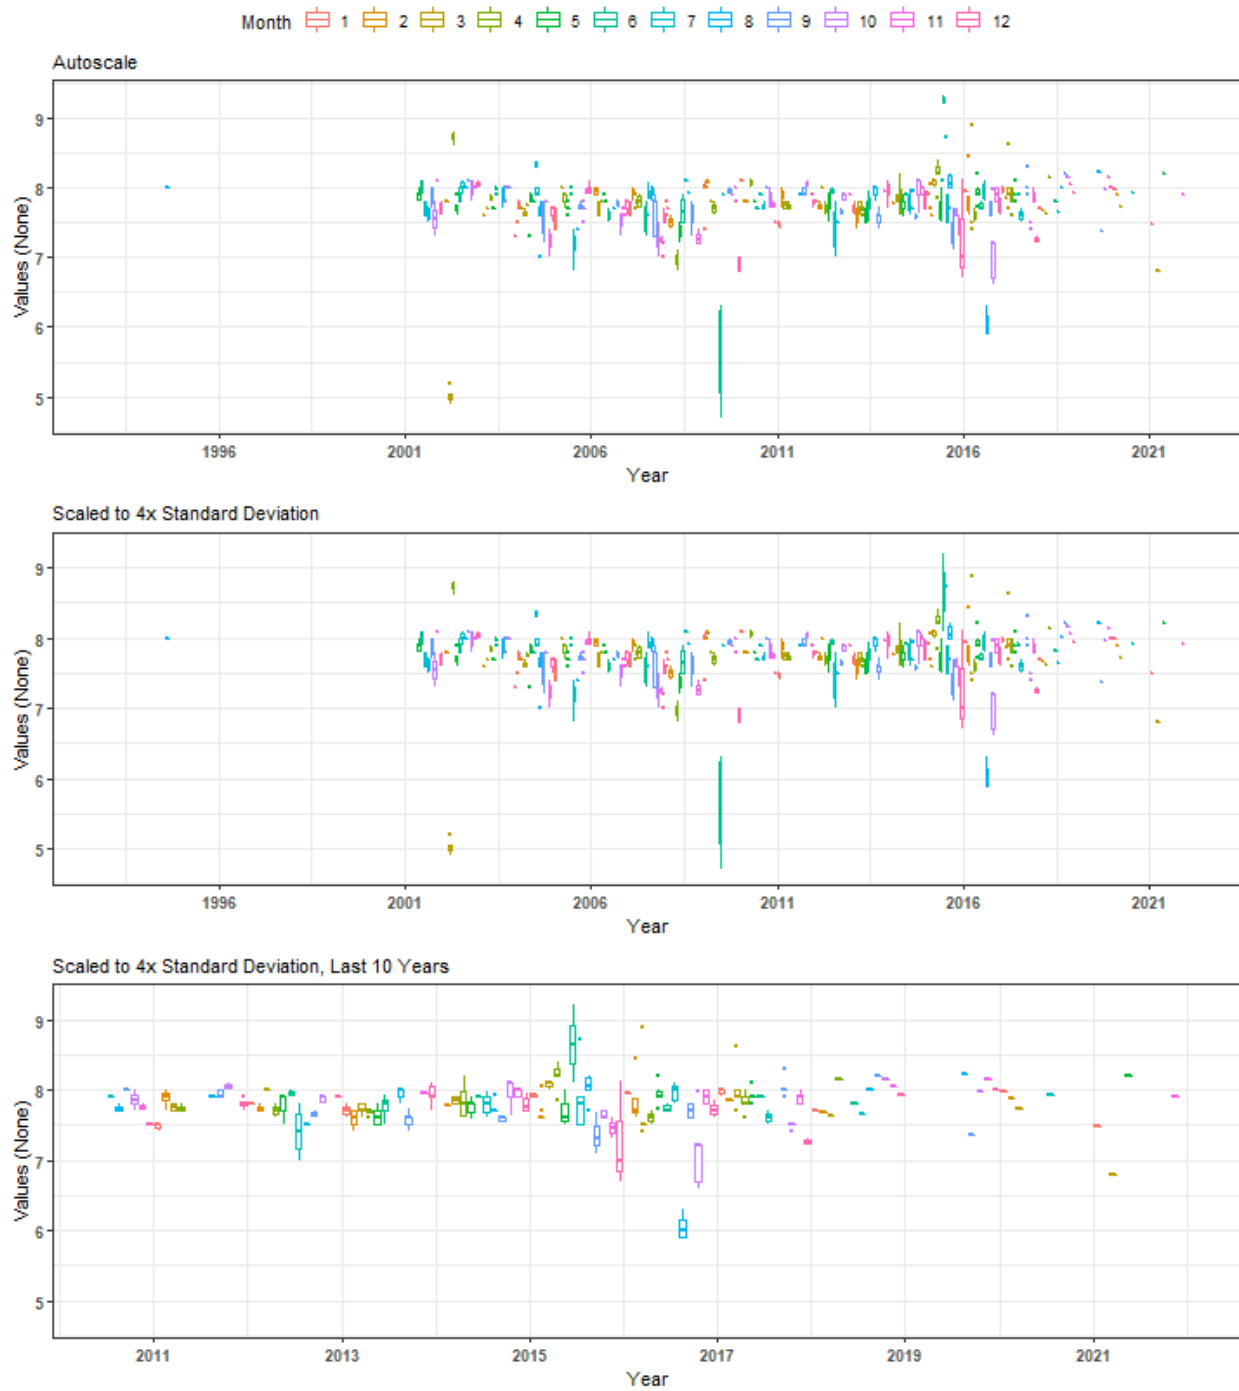 Month 1 2 3 4 5 6 7 8 9 10 11 12
Autoscale
Values (None)
9
8
7
6
5
1996 2001 2006 2011 2016 2021
Year
Scaled to 4x Standard Deviation
Values (None)
9
8
7
6
5
1996 2001 2006 2011 2016 2021
Year
Scaled to 4x Standard Deviation, Last 10 Years
Values (None)
9
8
7
6
5
2011 2013 2015 2017 2019 2021
Year